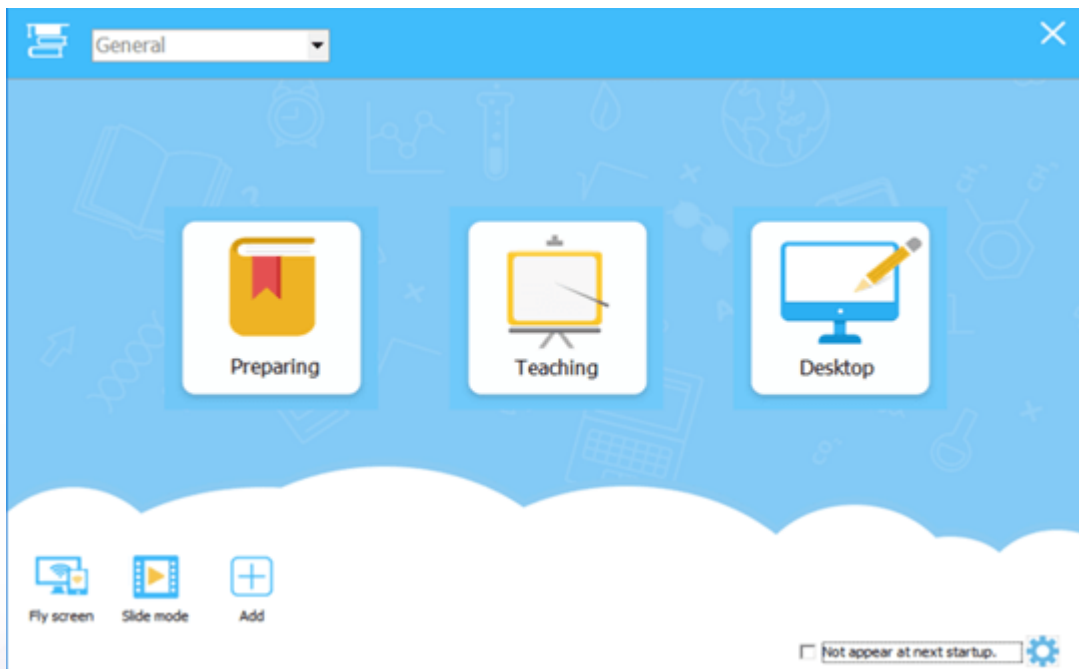 General
Preparing
Teaching
Desktop
Fly screen
Slide mode
Add
Not appear at next startup.